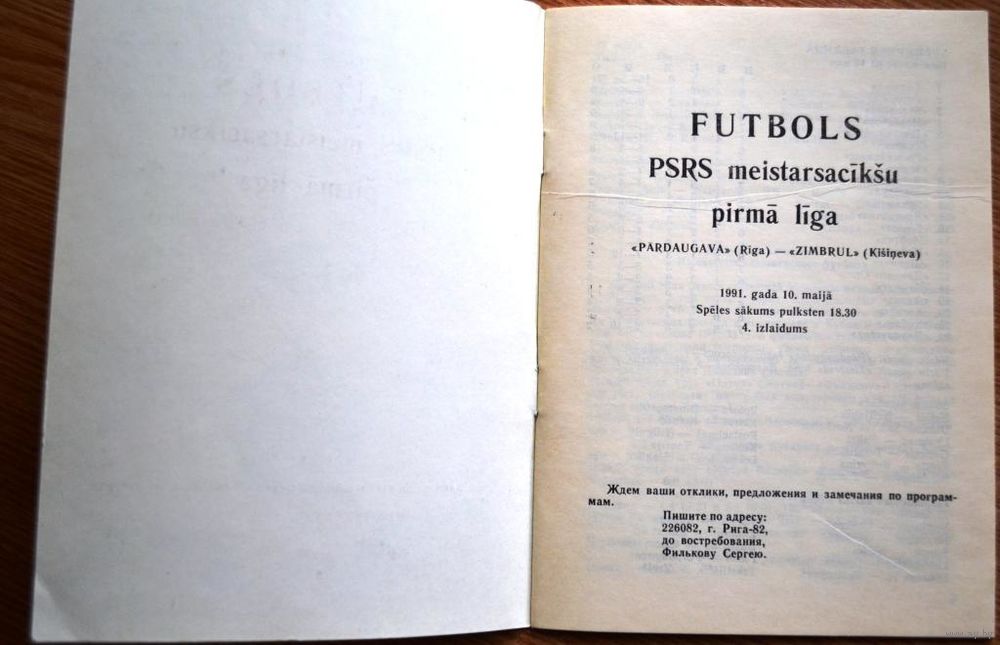 FUTBOLS
PSRS meistarsacīkšu
pirmā līga
«PARDAUGAVA» (Rīga) — «ZIMBRUL» (Kišiņeva)
1991. gada 10. maijā
Spēles sākums pulksten 18.30
4. izlaidums
Ждем ваши отклики, предложения и замечания по програм-
мам.
Пишите по адресу:
226082, г. Рига-82,
до востребования,
Филькову Сергею.